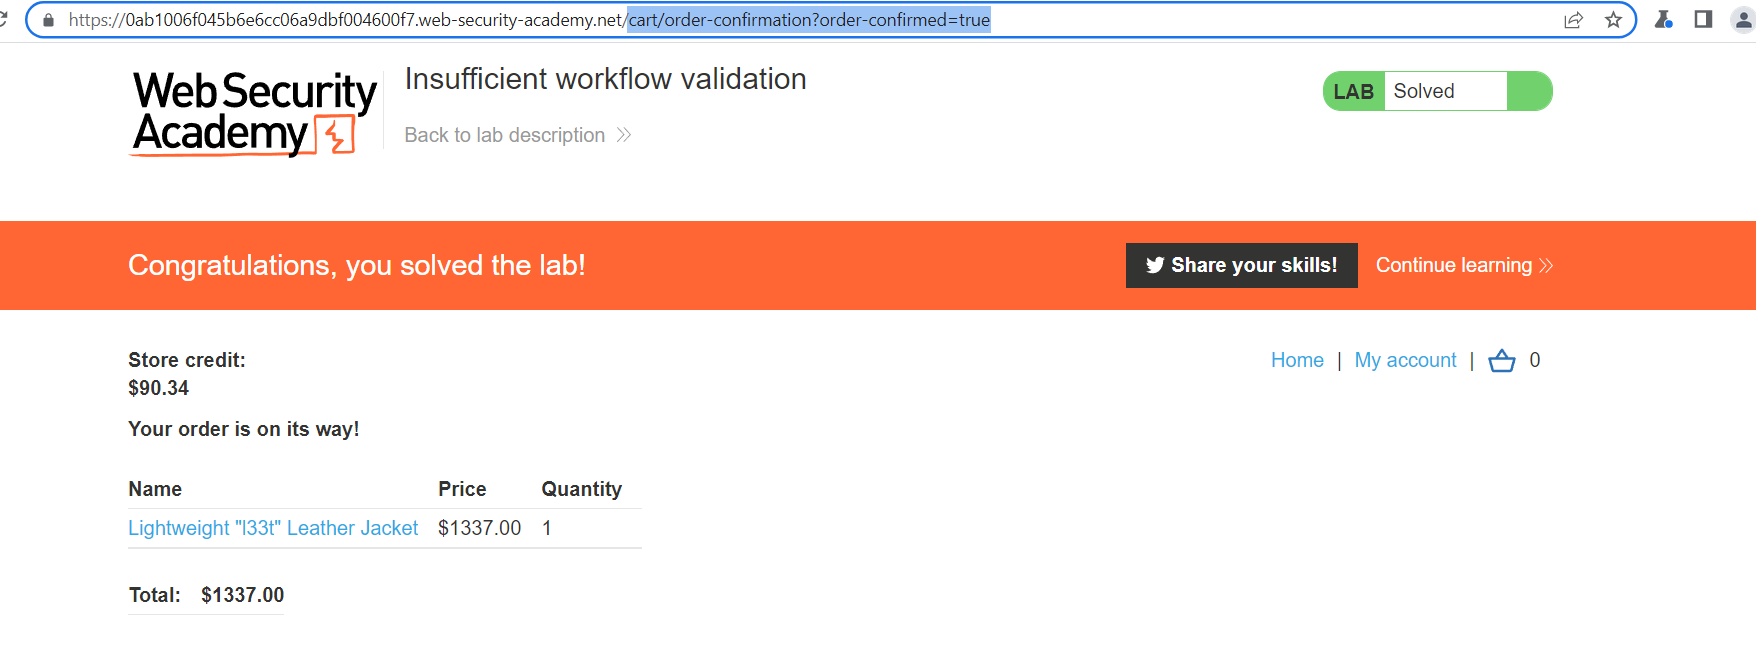 https://0ab1006f045b6e6cc06a9dbf004600f7.web-security-academy.net/cart/order-confirmation?order-confirmed=true
Web Security
Academy
Insufficient workflow validation
Back to lab description
LAB Solved
Congratulations, you solved the lab!
Share your skills!
Continue learning
Store credit:
$90.34
Home | My account | 0
Your order is on its way!
Name Price Quantity
Lightweight "l33t" Leather Jacket $1337.00 1
Total: $1337.00